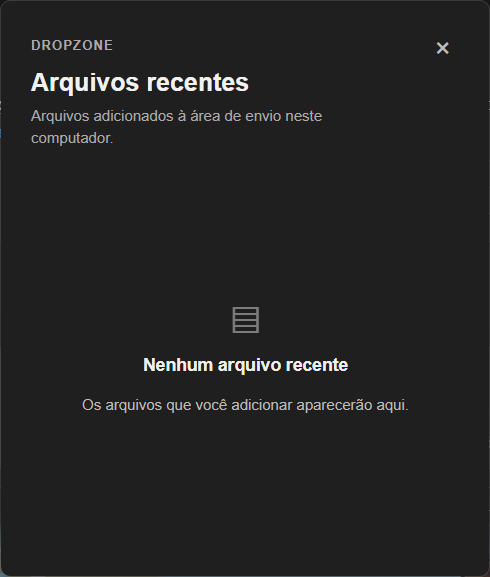 DROPZONE
Arquivos recentes
Arquivos adicionados à área de envio neste
computador.
Nenhum arquivo recente
Os arquivos que você adicionar aparecerão aqui.